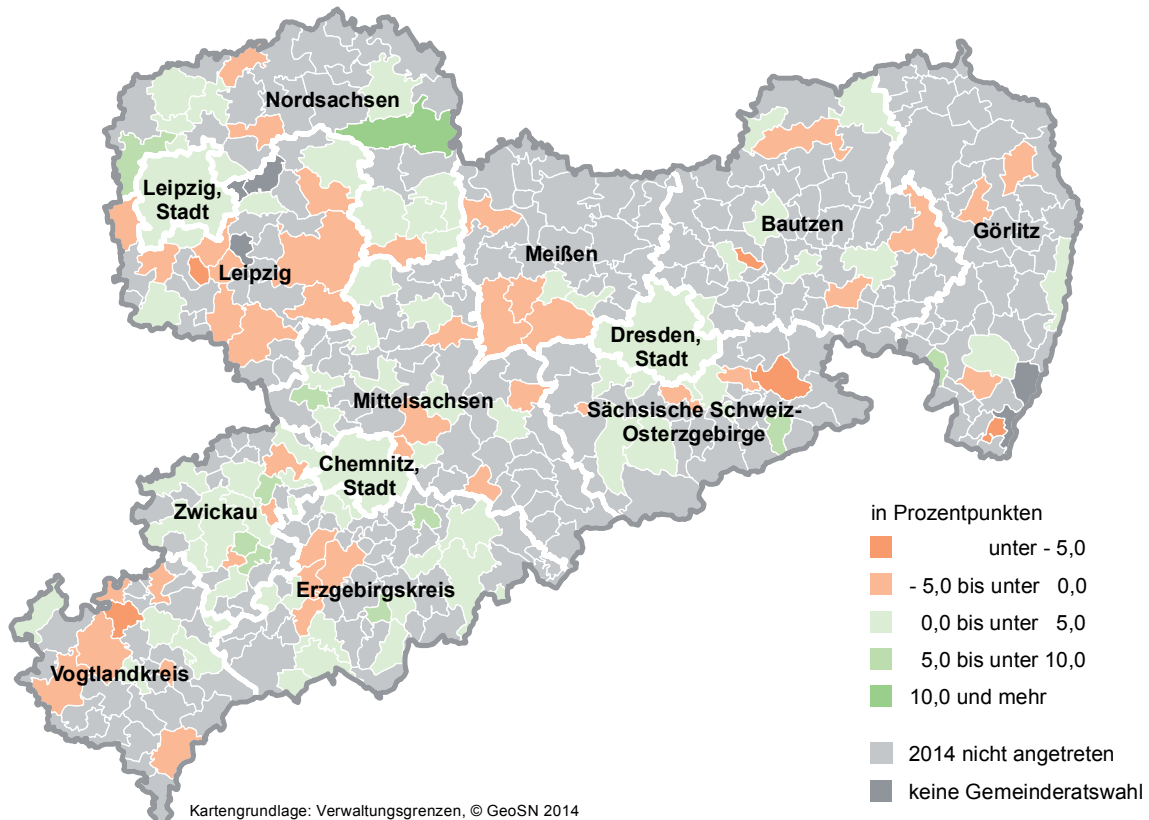 Nordsachsen
Leipzig,
Stadt
Leipzig
Meißen
Bautzen
Görlitz
Dresden,
Stadt
Mittelsachsen
Sächsische Schweiz-
Osterzgebirge
Chemnitz,
Stadt
Zwickau
Erzgebirgskreis
Vogtlandkreis
in Prozentpunkten
unter - 5,0
- 5,0 bis unter 0,0
0,0 bis unter 5,0
5,0 bis unter 10,0
10,0 und mehr
2014 nicht angetreten
keine Gemeinderatswahl
Kartengrundlage: Verwaltungsgrenzen, © GeoSN 2014